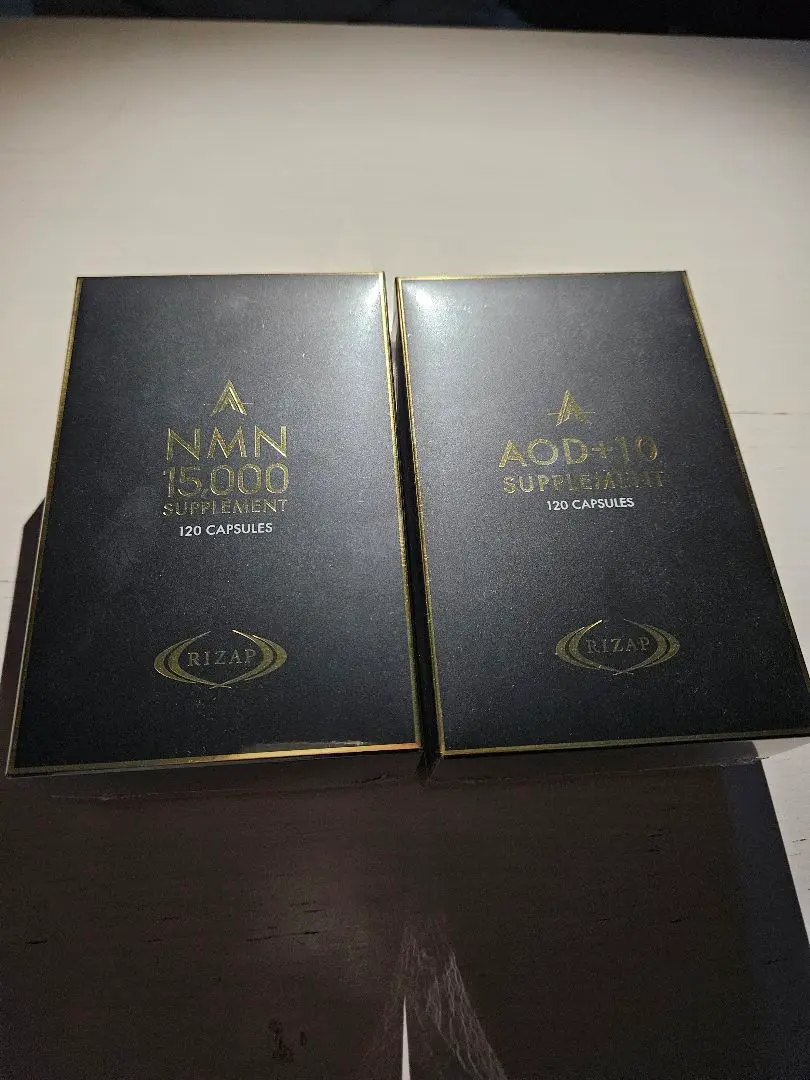 NMN
15,000
SUPPLEMENT
120 CAPSULES
RIZAP
AOD+10
SUPPLEMENT
120 CAPSULES
RIZAP